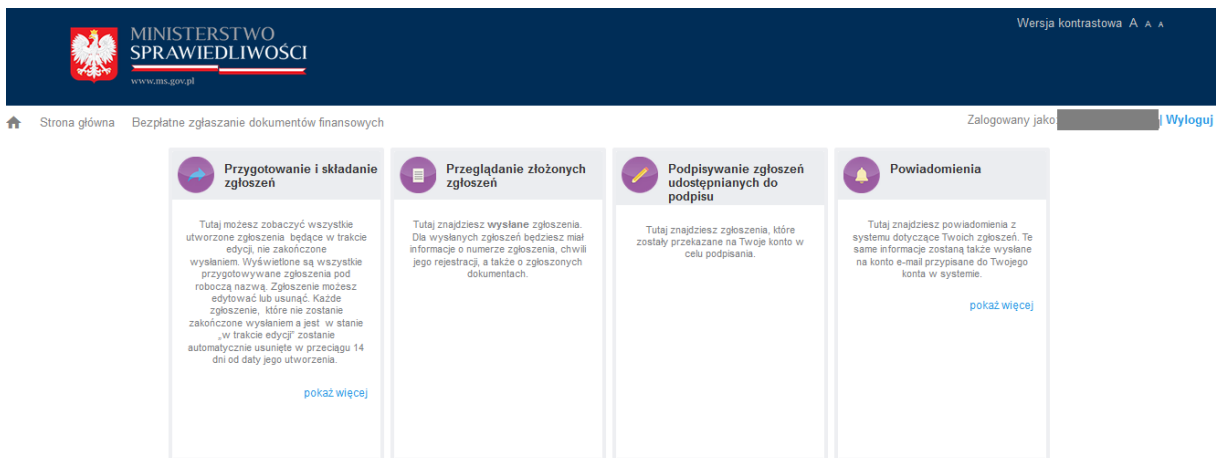 MINISTERSTWO
SPRAWIEDLIWOŚCI
www.ms.gov.pl
Wersja kontrastowa A A A
Strona główna Bezpłatne zgłaszanie dokumentów finansowych
Zalogowany jako: | Wyloguj
Przygotowanie i składanie
zgłoszeń
Tutaj możesz zobaczyć wszystkie
utworzone zgłoszenia będące w trakcie
edycji, nie zakończone
wysłaniem. Wyświetlone są wszystkie
przygotowywane zgłoszenia pod
roboczą nazwą. Zgłoszenie możesz
edytować lub usunąć. Każde
zgłoszenie, które nie zostanie
zakończone wysłaniem a jest w stanie
„w trakcie edycji” zostanie
automatycznie usunięte w przeciągu 14
dni od daty jego utworzenia.
pokaż więcej
Przeglądanie złożonych
zgłoszeń
Tutaj znajdziesz wysłane zgłoszenia.
Dla wysłanych zgłoszeń będziesz miał
informacje o numerze zgłoszenia, chwili
jego rejestracji, a także o zgłoszonych
dokumentach.
Podpisywanie zgłoszeń
udostępnianych do
podpisu
Tutaj znajdziesz zgłoszenia, które
zostały przekazane na Twoje konto w
celu podpisania.
Powiadomienia
Tutaj znajdziesz powiadomienia z
systemu dotyczące Twoich zgłoszeń. Te
same informacje zostaną także wysłane
na konto e-mail przypisane do Twojego
konta w systemie.
pokaż więcej